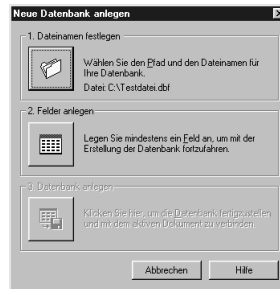 Neue Datenbank anlegen
1. Dateinamen festlegen
Wählen Sie den Pfad und den Dateinamen für
Ihre Datenbank.
Datei: C:\Testdatei.dbf
2. Felder anlegen
Legen Sie mindestens ein Feld an, um mit der
Erstellung der Datenbank fortzufahren.
3. Datenbank anlegen
Klicken Sie hier, um die Datenbank fertigzustellen
und mit dem aktiven Dokument zu verbinden.
Abbrechen
Hilfe